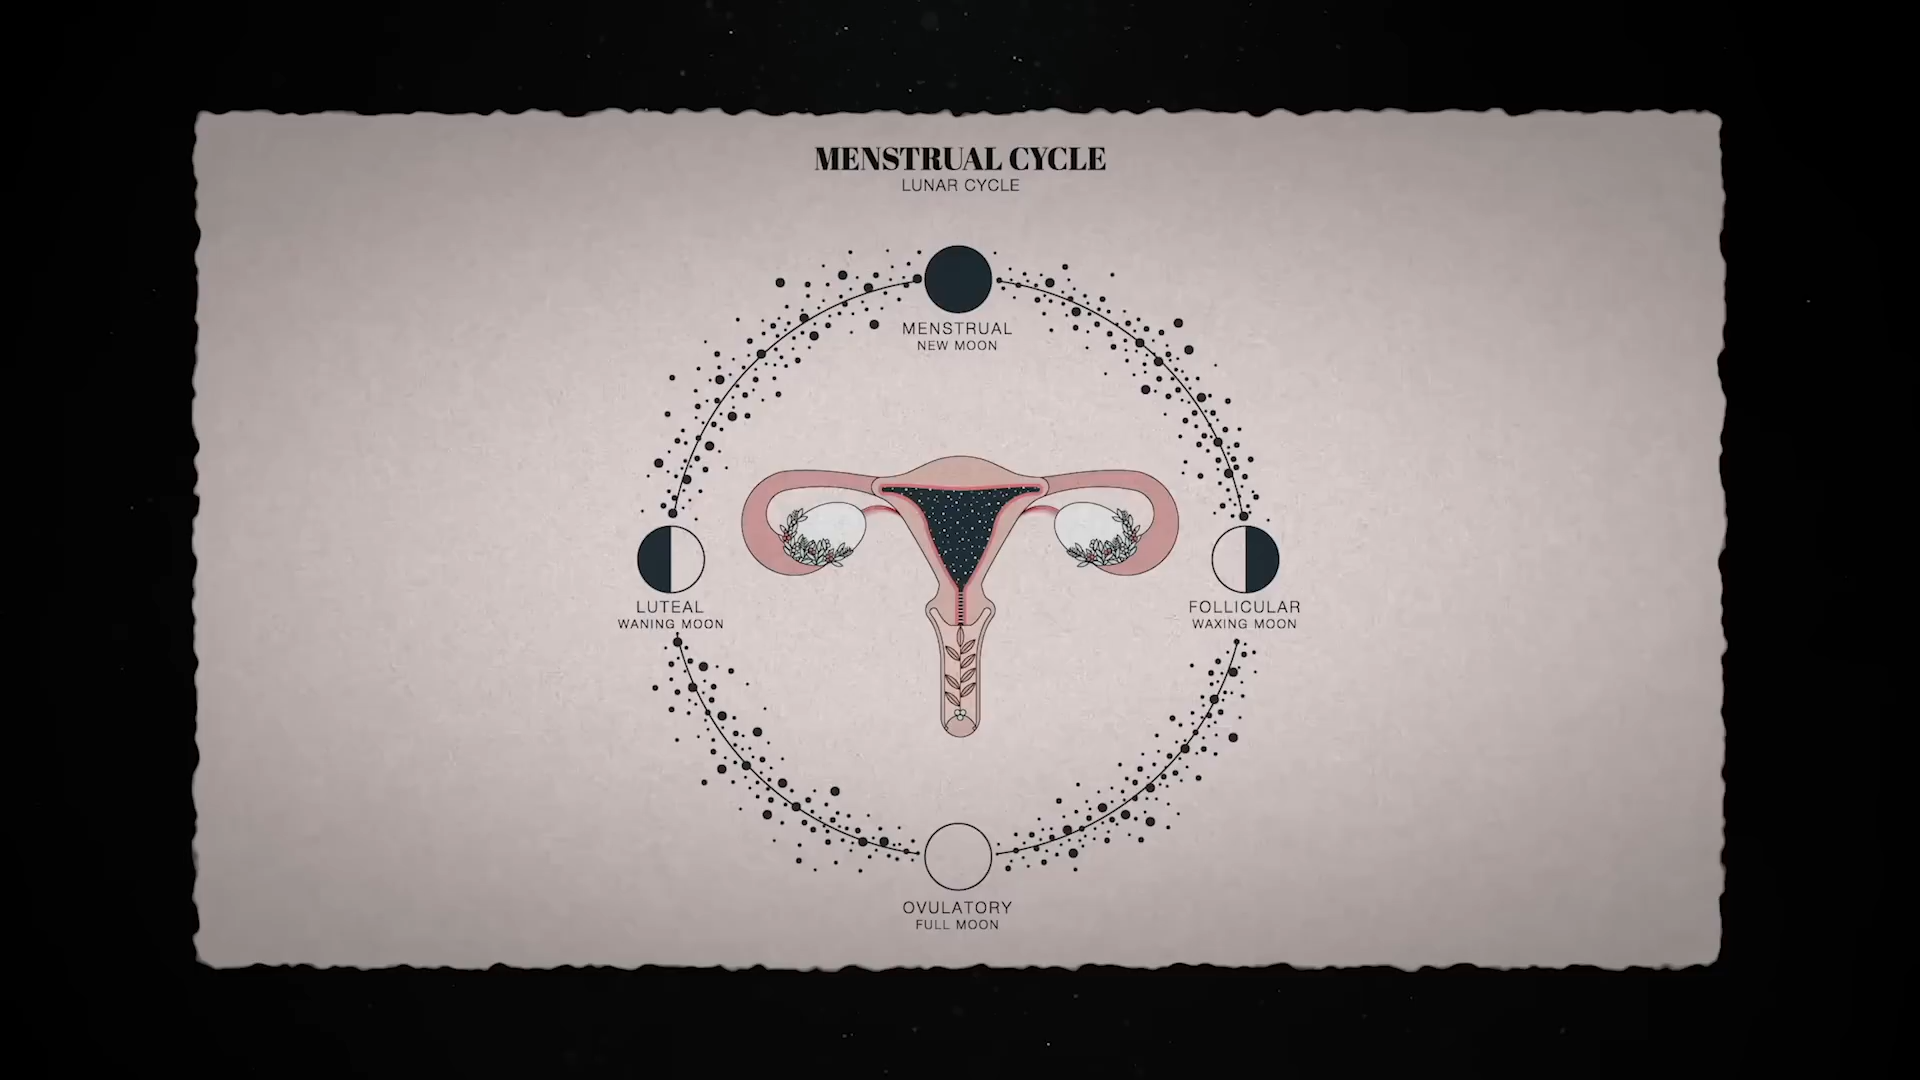 MENSTRUAL CYCLE
LUNAR CYCLE
MENSTRUAL
NEW MOON
LUTEAL
WANING MOON
FOLLICULAR
WAXING MOON
OVULATORY
FULL MOON